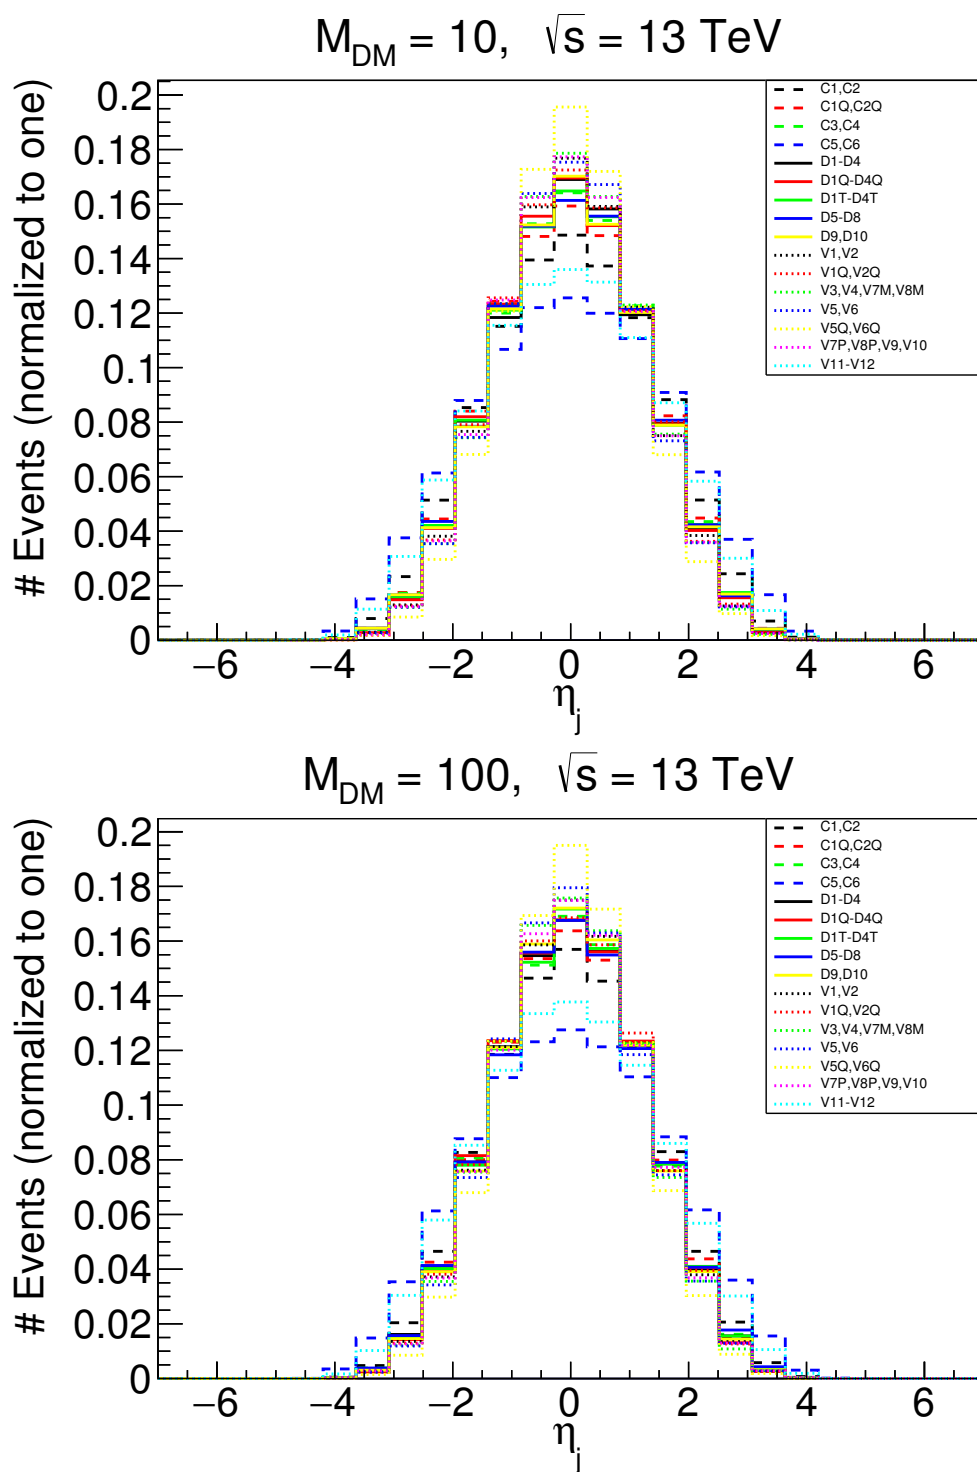 M_DM = 10, √s = 13 TeV
# Events (normalized to one)
0.2
0.18
0.16
0.14
0.12
0.1
0.08
0.06
0.04
0.02
0
C1,C2
C1Q,C2Q
C3,C4
C5,C6
D1-D4
D1Q-D4Q
D1T-D4T
D5-D8
D9,D10
V1,V2
V1Q,V2Q
V3,V4,V7M,V8M
V5,V6
V5Q,V6Q
V7P,V8P,V9,V10
V11-V12
−6 −4 −2 0 2 4 6
η_j
M_DM = 100, √s = 13 TeV
# Events (normalized to one)
0.2
0.18
0.16
0.14
0.12
0.1
0.08
0.06
0.04
0.02
0
C1,C2
C1Q,C2Q
C3,C4
C5,C6
D1-D4
D1Q-D4Q
D1T-D4T
D5-D8
D9,D10
V1,V2
V1Q,V2Q
V3,V4,V7M,V8M
V5,V6
V5Q,V6Q
V7P,V8P,V9,V10
V11-V12
−6 −4 −2 0 2 4 6
η_j